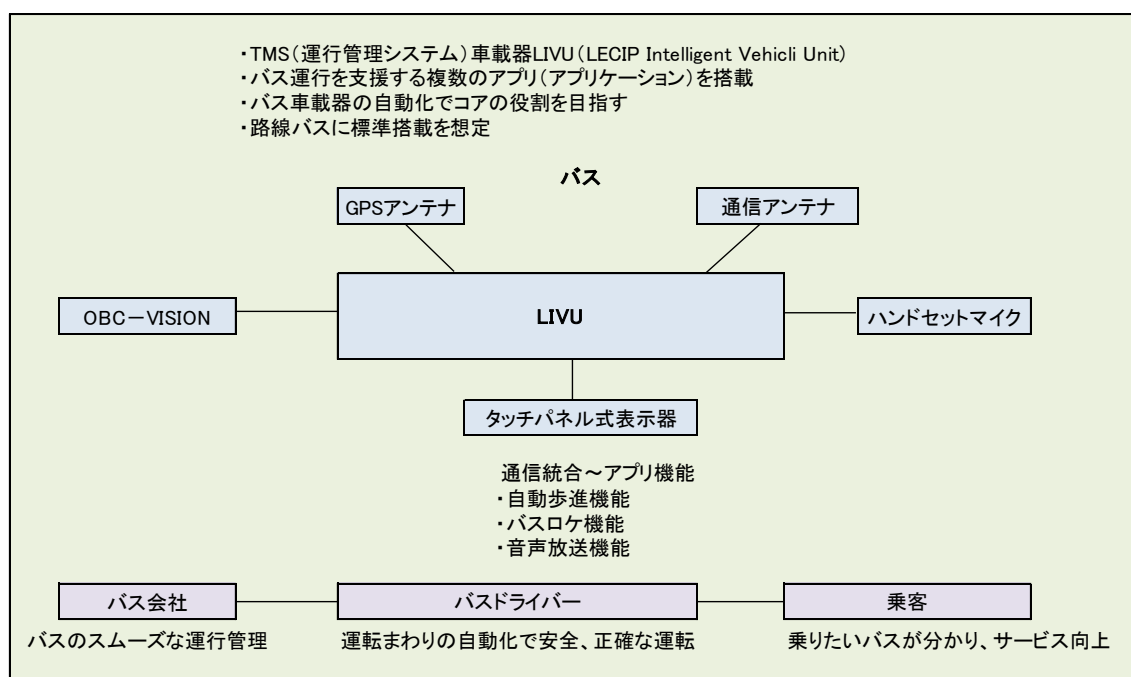 ・TMS（運行管理システム）車載器LIVU（LECIP Intelligent Vehicli Unit）
・バス運行を支援する複数のアプリ（アプリケーション）を搭載
・バス車載器の自動化でコアの役割を目指す
・路線バスに標準搭載を想定
バス
GPSアンテナ
通信アンテナ
OBC－VISION
LIVU
ハンドセットマイク
タッチパネル式表示器
通信統合～アプリ機能
・自動歩進機能
・バスロケ機能
・音声放送機能
バス会社
バスドライバー
乗客
バスのスムーズな運行管理
運転まわりの自動化で安全、正確な運転
乗りたいバスが分かり、サービス向上